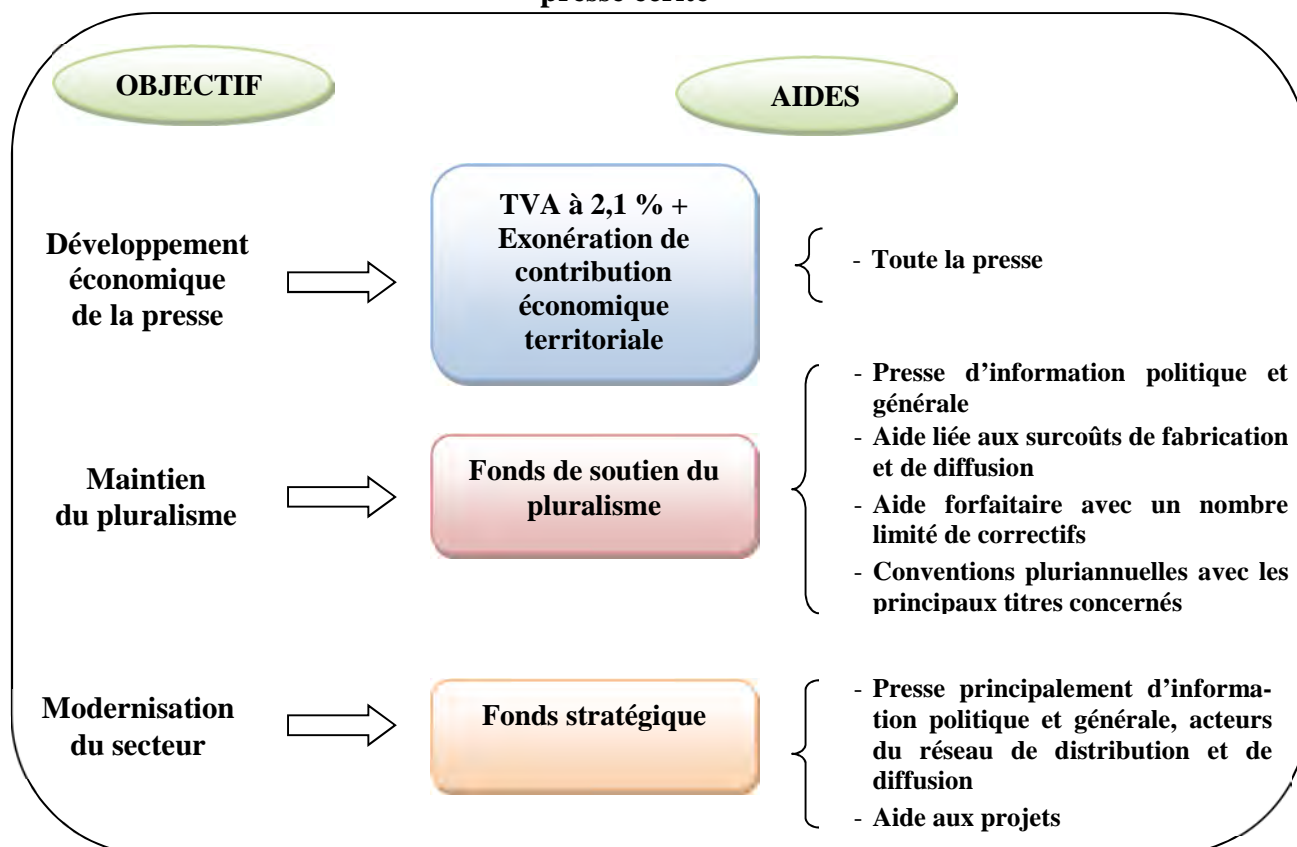 presse écrite
OBJECTIF
AIDES
Développement
économique
de la presse
TVA à 2,1 % +
Exonération de
contribution
économique
territoriale
- Toute la presse
Maintien
du pluralisme
Fonds de soutien du
pluralisme
- Presse d’information politique et
générale
- Aide liée aux surcoûts de fabrication
et de diffusion
- Aide forfaitaire avec un nombre
limité de correctifs
- Conventions pluriannuelles avec les
principaux titres concernés
Modernisation
du secteur
Fonds stratégique
- Presse principalement d’informa-
tion politique et générale, acteurs
du réseau de distribution et de
diffusion
- Aide aux projets